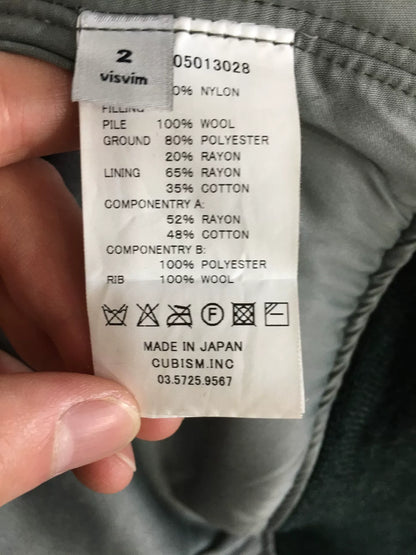 2
visvim
05013028
0% NYLON
FILLING
PILE 100% WOOL
GROUND 80% POLYESTER
20% RAYON
LINING 65% RAYON
35% COTTON
COMPONENTRY A:
52% RAYON
48% COTTON
COMPONENTRY B:
100% POLYESTER
RIB 100% WOOL
F
MADE IN JAPAN
CUBISM.INC
03.5725.9567